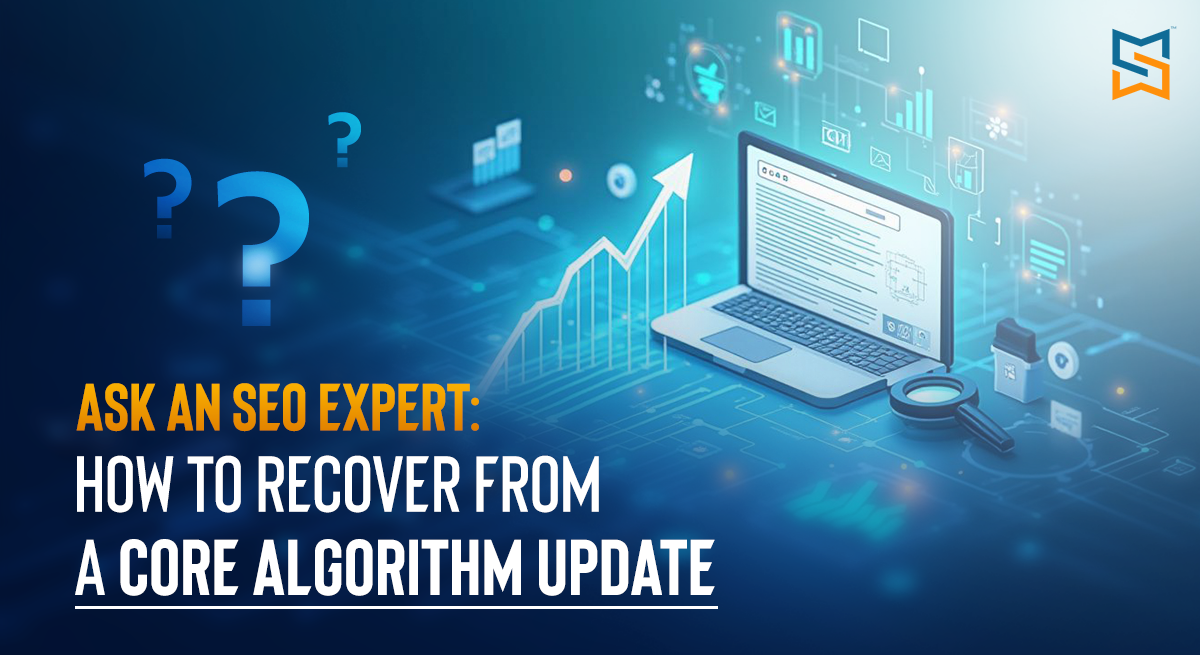 ASK AN SEO EXPERT:
HOW TO RECOVER FROM
A CORE ALGORITHM UPDATE